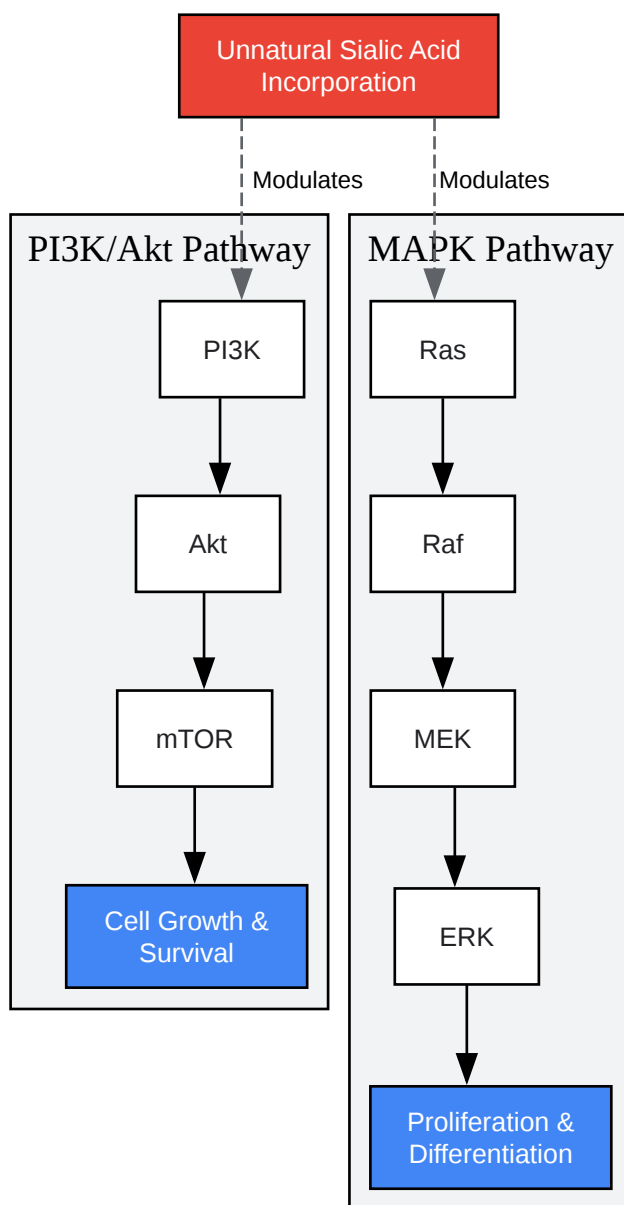 Unnatural Sialic Acid
Incorporation
Modulates
Modulates
PI3K/Akt Pathway
PI3K
Akt
mTOR
Cell Growth &
Survival
MAPK Pathway
Ras
Raf
MEK
ERK
Proliferation &
Differentiation